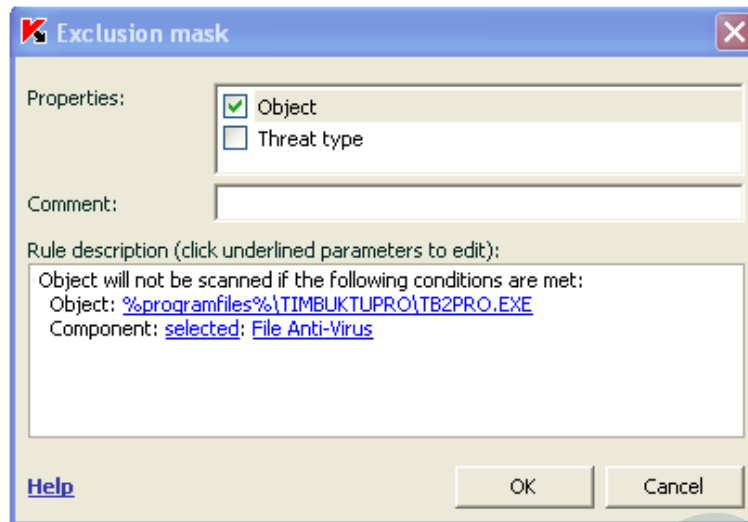 Exclusion mask
Properties:
Object
Threat type
Comment:
Rule description (click underlined parameters to edit):
Object will not be scanned if the following conditions are met:
Object: %programfiles%\TIMBUKTUPRO\TB2PRO.EXE
Component: selected: File Anti-Virus
Help
OK
Cancel